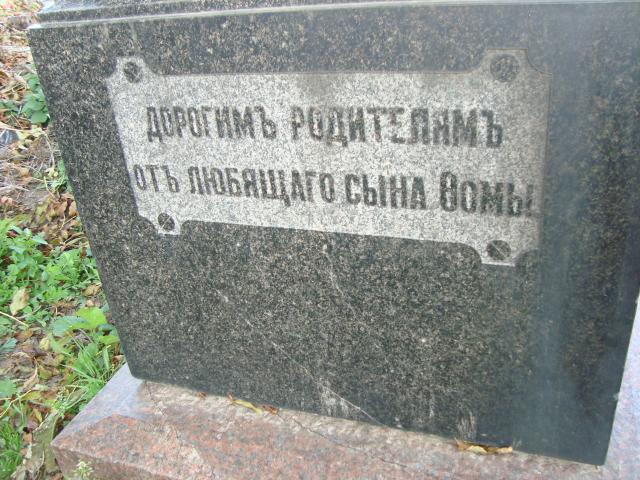 ДОРОГИМЪ РОДИТЕЛЯМЪ
ОТЪ ЛЮБЯЩАГО СЫНА ѲОМЫ